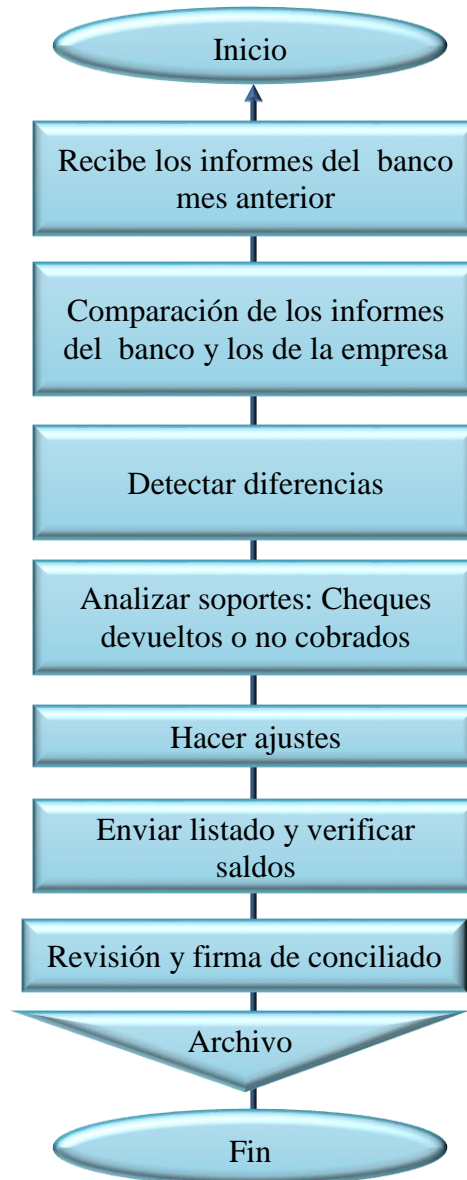 Inicio
Recibe los informes del banco
mes anterior
Comparación de los informes
del banco y los de la empresa
Detectar diferencias
Analizar soportes: Cheques
devueltos o no cobrados
Hacer ajustes
Enviar listado y verificar
saldos
Revisión y firma de conciliado
Archivo
Fin